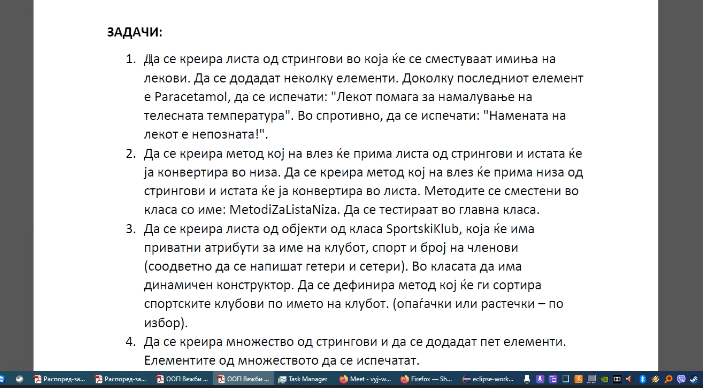 ЗАДАЧИ:
1. Да се креира листа од стрингови во која ќе се сместуваат имиња на
лекови. Да се додадат неколку елементи. Доколку последниот елемент
е Paracetamol, да се испечати: "Лекот помага за намалување на
телесната температура". Во спротивно, да се испечати: "Намената на
лекот е непозната!".
2. Да се креира метод кој на влез ќе прима листа од стрингови и истата ќе
ја конвертира во низа. Да се креира метод кој на влез ќе прима низа од
стрингови и истата ќе ја конвертира во листа. Методите се сместени во
класа со име: MetodiZaListaNiza. Да се тестираат во главна класа.
3. Да се креира листа од објекти од класа SportskiKlub, која ќе има
приватни атрибути за име на клубот, спорт и број на членови
(соодветно да се напишат гетери и сетери). Во класата да има
динамичен конструктор. Да се дефинира метод кој ќе ги сортира
спортските клубови по името на клубот. (опаѓачки или растечки – по
избор).
4. Да се креира множество од стрингови и да се додадат пет елементи.
Елементите од множеството да се испечатат.
Распоред-за... Распоред-за... ООП Вежби ... ООП Вежби ... Task Manager Meet - vyj-w... Firefox — Sh... eclipse-work...